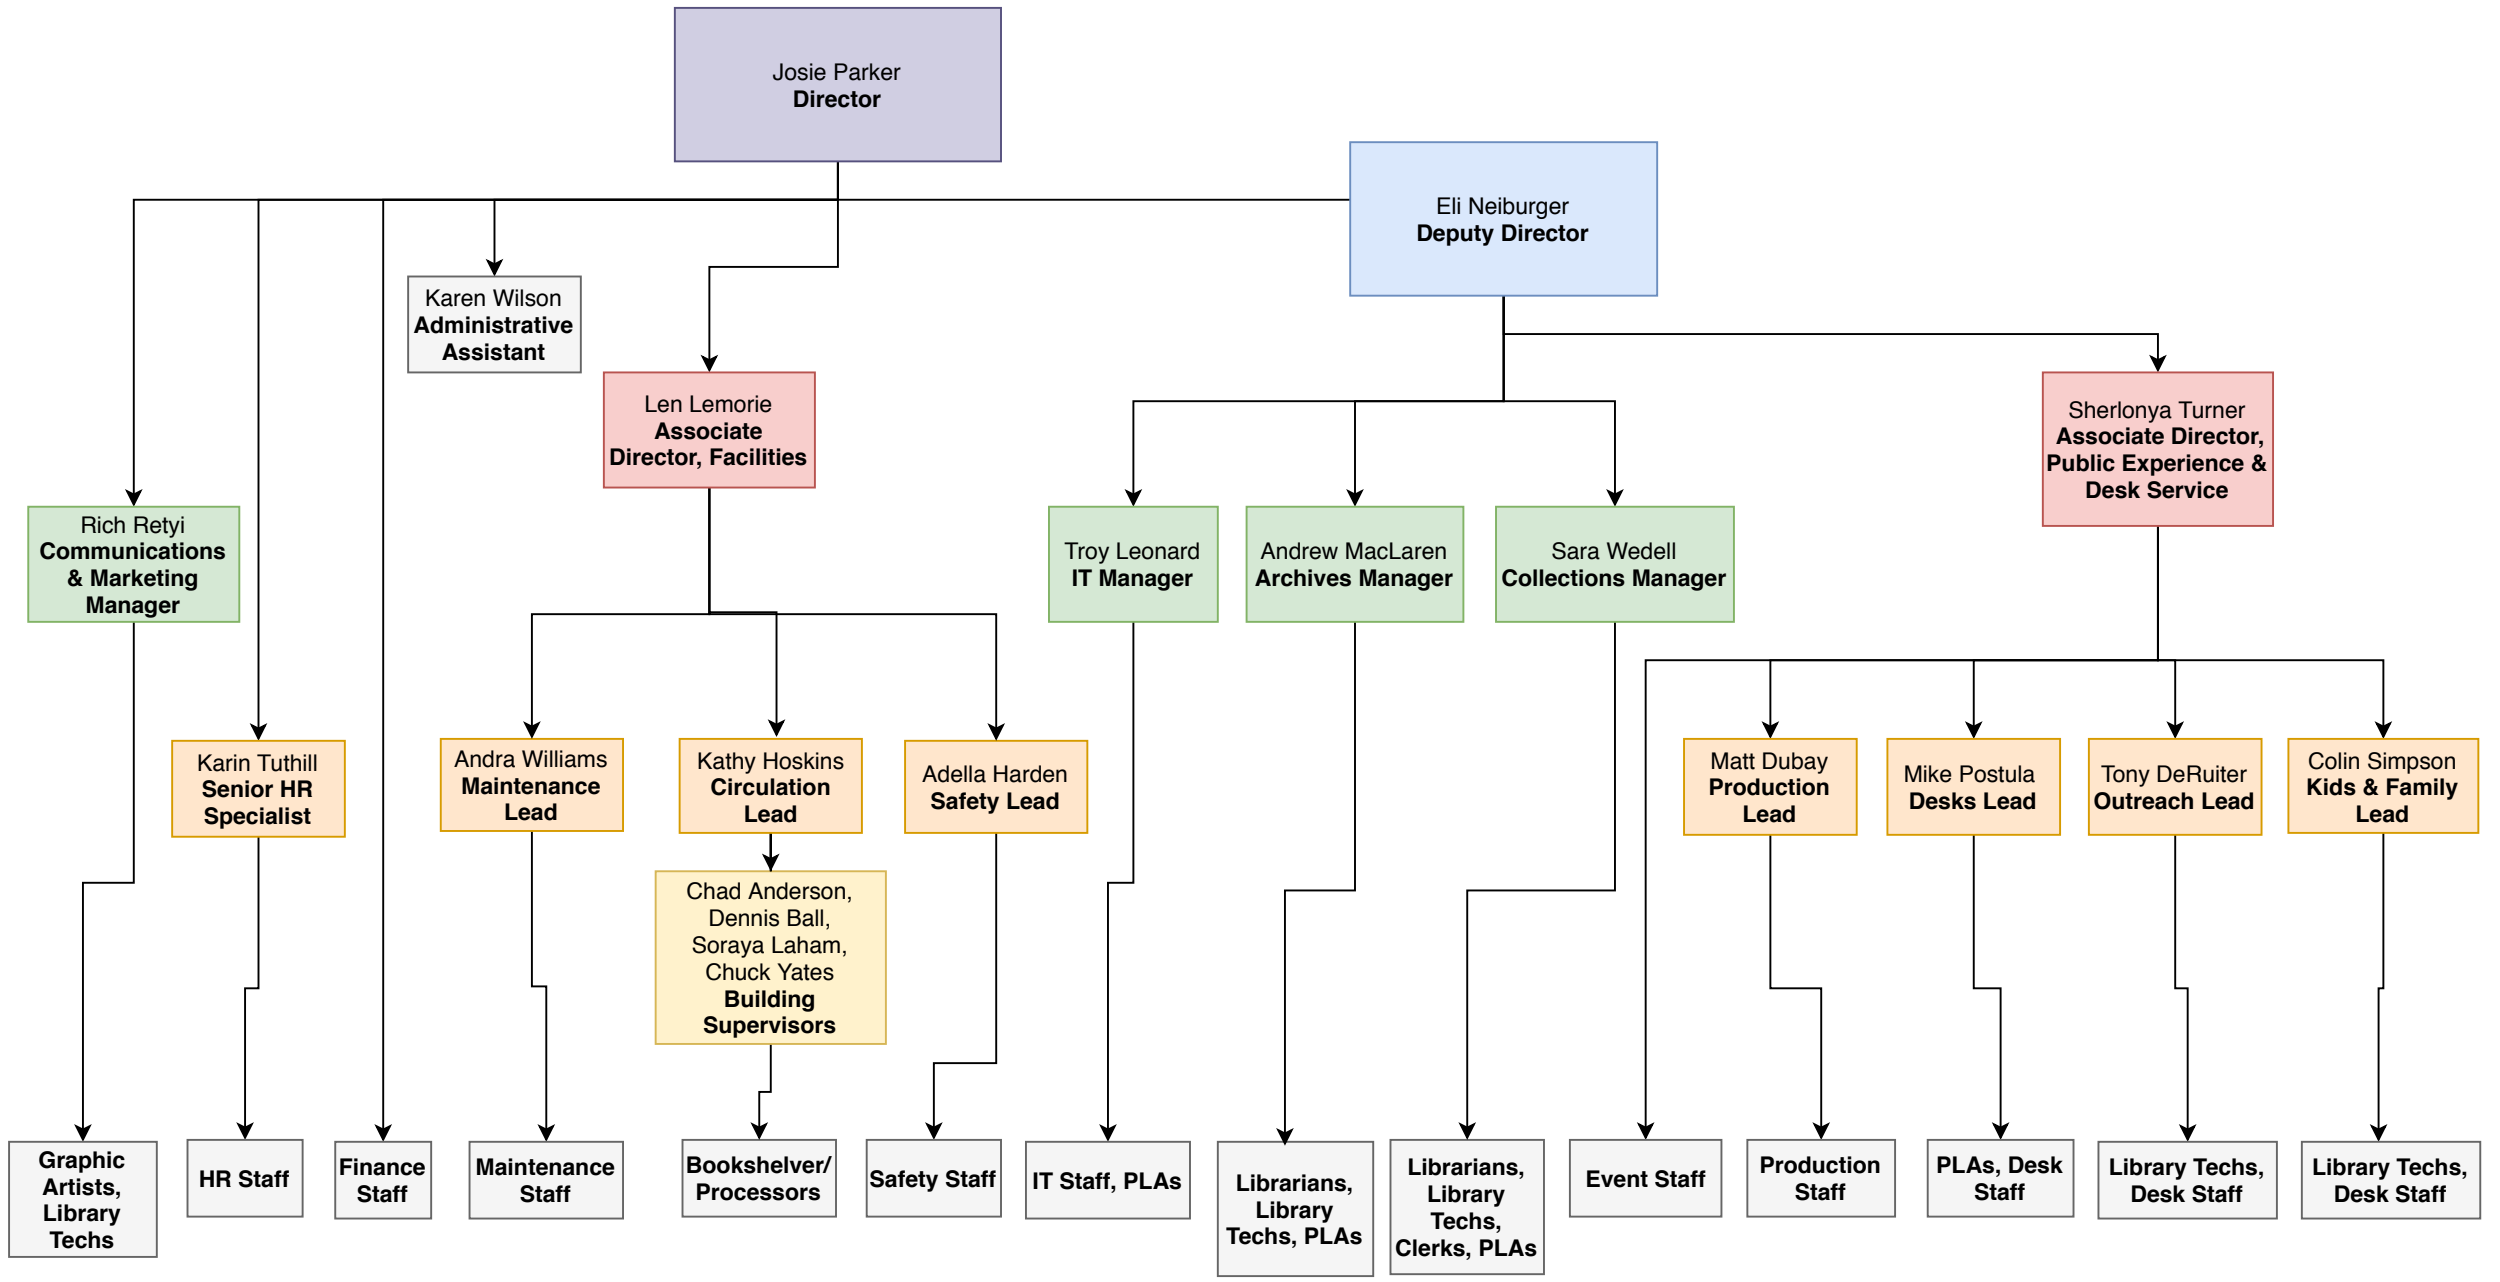 Josie Parker
Director
Eli Neiburger
Deputy Director
Karen Wilson
Administrative
Assistant
Len Lemorie
Associate
Director, Facilities
Sherlonya Turner
Associate Director,
Public Experience &
Desk Service
Rich Retyi
Communications
& Marketing
Manager
Troy Leonard
IT Manager
Andrew MacLaren
Archives Manager
Sara Wedell
Collections Manager
Karin Tuthill
Senior HR
Specialist
Andra Williams
Maintenance
Lead
Kathy Hoskins
Circulation
Lead
Adella Harden
Safety Lead
Matt Dubay
Production
Lead
Mike Postula
Desks Lead
Tony DeRuiter
Outreach Lead
Colin Simpson
Kids & Family
Lead
Chad Anderson,
Dennis Ball,
Soraya Laham,
Chuck Yates
Building
Supervisors
Graphic
Artists,
Library
Techs
HR Staff
Finance
Staff
Maintenance
Staff
Bookshelver/
Processors
Safety Staff
IT Staff, PLAs
Librarians,
Library
Techs, PLAs
Librarians,
Library
Techs,
Clerks, PLAs
Event Staff
Production
Staff
PLAs, Desk
Staff
Library Techs,
Desk Staff
Library Techs,
Desk Staff